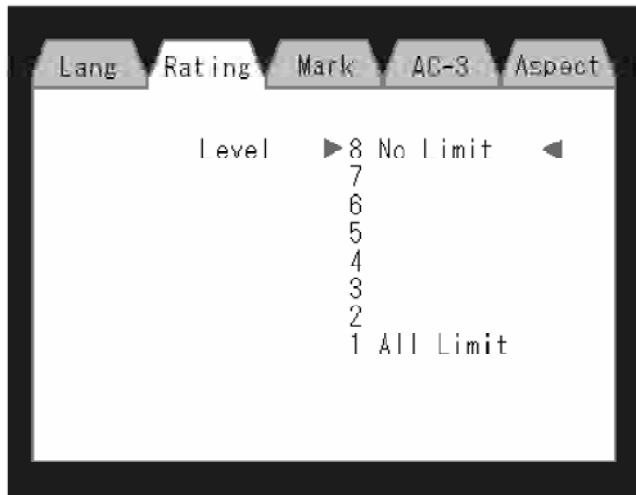 Lang Rating Mark AC-3 Aspect
Level ▶ 8 No Limit ◀
7
6
5
4
3
2
1 All Limit